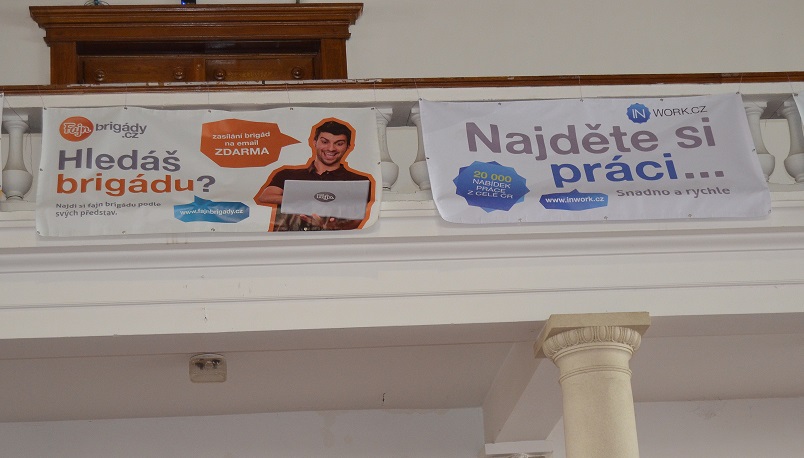 Fajn brigády
.cz
Hledáš
brigádu?
Najdi si fajn brigádu podle
svých představ.
www.fajnbrigady.cz
zasílání brigád
na email
ZDARMA
Fajn
IN WORK.CZ
Najděte si
práci...
Snadno a rychle
20 000
NABÍDEK
PRÁCE
Z CELÉ ČR
www.inwork.cz